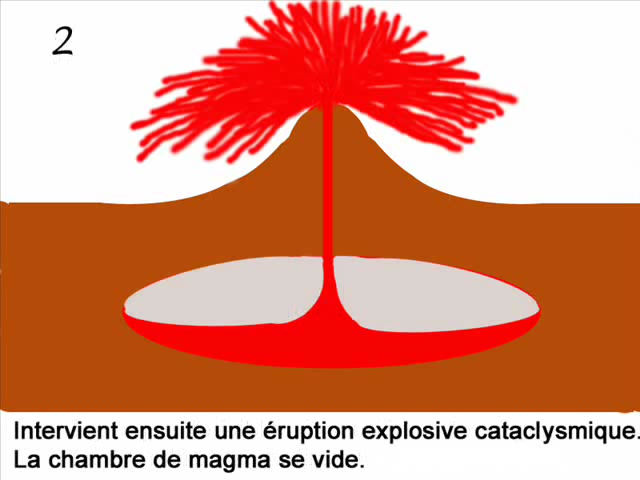 2
Intervient ensuite une éruption explosive cataclysmique.
La chambre de magma se vide.